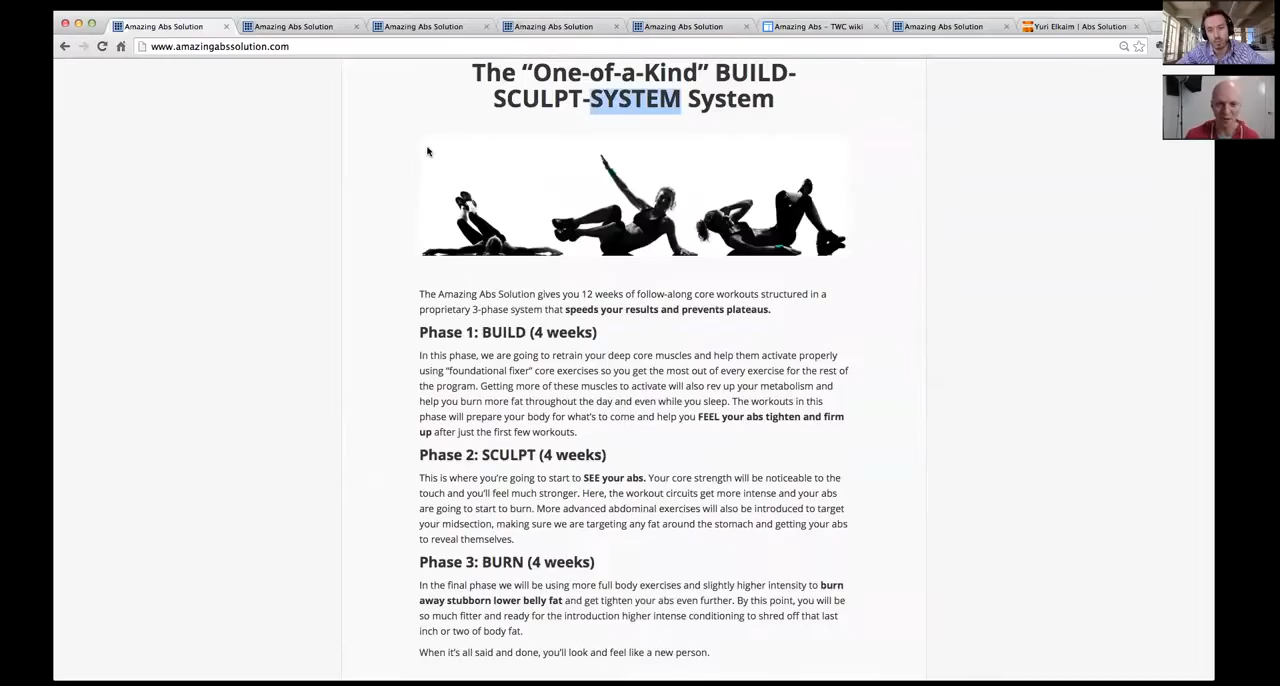 Amazing Abs Solution
Amazing Abs Solution
Amazing Abs Solution
Amazing Abs Solution
Amazing Abs Solution
Amazing Abs – TWC wiki
Amazing Abs Solution
Yuri Elkaim | Abs Solution
www.amazingabssolution.com
The “One-of-a-Kind” BUILD-
SCULPT-SYSTEM System
The Amazing Abs Solution gives you 12 weeks of follow-along core workouts structured in a
proprietary 3-phase system that speeds your results and prevents plateaus.
Phase 1: BUILD (4 weeks)
In this phase, we are going to retrain your deep core muscles and help them activate properly
using “foundational fixer” core exercises so you get the most out of every exercise for the rest of
the program. Getting more of these muscles to activate will also rev up your metabolism and
help you burn more fat throughout the day and even while you sleep. The workouts in this
phase will prepare your body for what’s to come and help you FEEL your abs tighten and firm
up after just the first few workouts.
Phase 2: SCULPT (4 weeks)
This is where you’re going to start to SEE your abs. Your core strength will be noticeable to the
touch and you’ll feel much stronger. Here, the workout circuits get more intense and your abs
are going to start to burn. More advanced abdominal exercises will also be introduced to target
your midsection, making sure we are targeting any fat around the stomach and getting your abs
to reveal themselves.
Phase 3: BURN (4 weeks)
In the final phase we will be using more full body exercises and slightly higher intensity to burn
away stubborn lower belly fat and get tighten your abs even further. By this point, you will be
so much fitter and ready for the introduction higher intense conditioning to shred off that last
inch or two of body fat.
When it’s all said and done, you’ll look and feel like a new person.